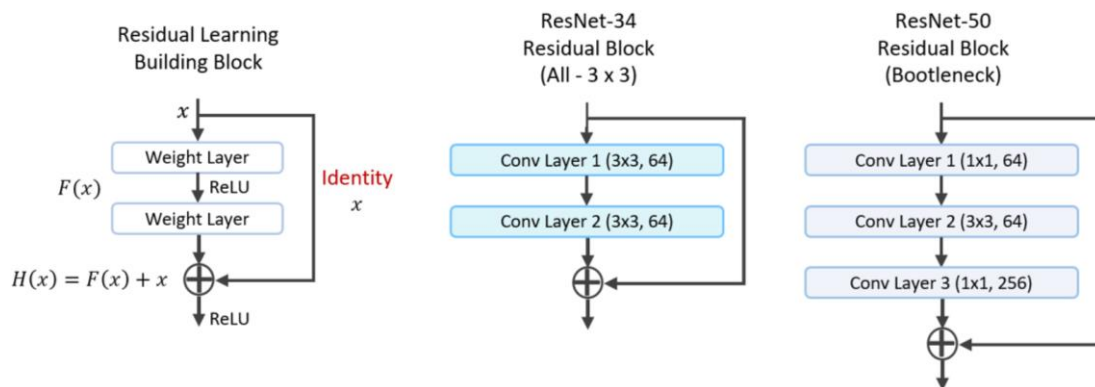 Residual Learning
Building Block
x
Weight Layer
F(x)
ReLU
Weight Layer
Identity
x
H(x) = F(x) + x
ReLU
ResNet-34
Residual Block
(All - 3 x 3)
Conv Layer 1 (3x3, 64)
Conv Layer 2 (3x3, 64)
ResNet-50
Residual Block
(Bootleneck)
Conv Layer 1 (1x1, 64)
Conv Layer 2 (3x3, 64)
Conv Layer 3 (1x1, 256)